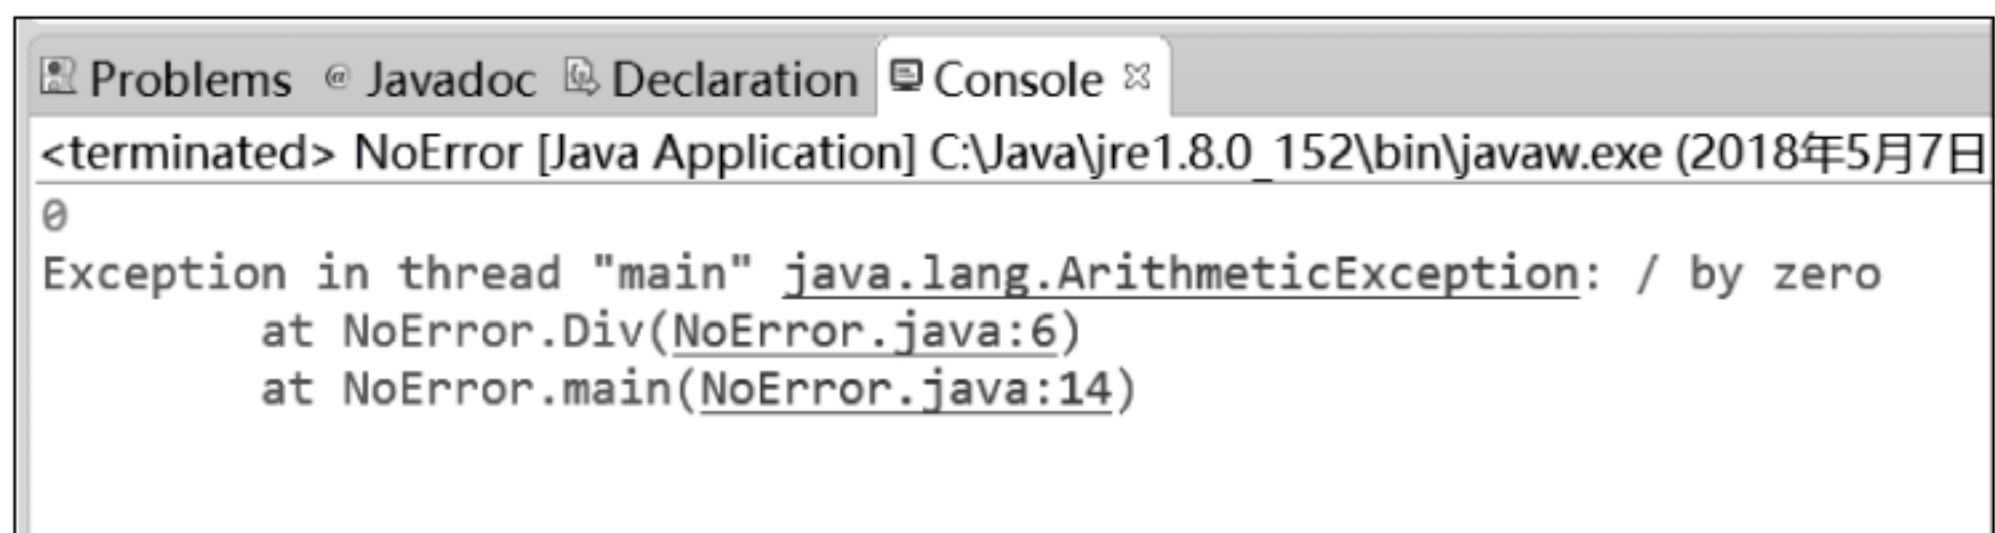 Problems @ Javadoc Declaration Console
<terminated> NoError [Java Application] C:\Java\jre1.8.0_152\bin\javaw.exe (2018年5月7日
0
Exception in thread "main" java.lang.ArithmeticException: / by zero
at NoError.Div(NoError.java:6)
at NoError.main(NoError.java:14)